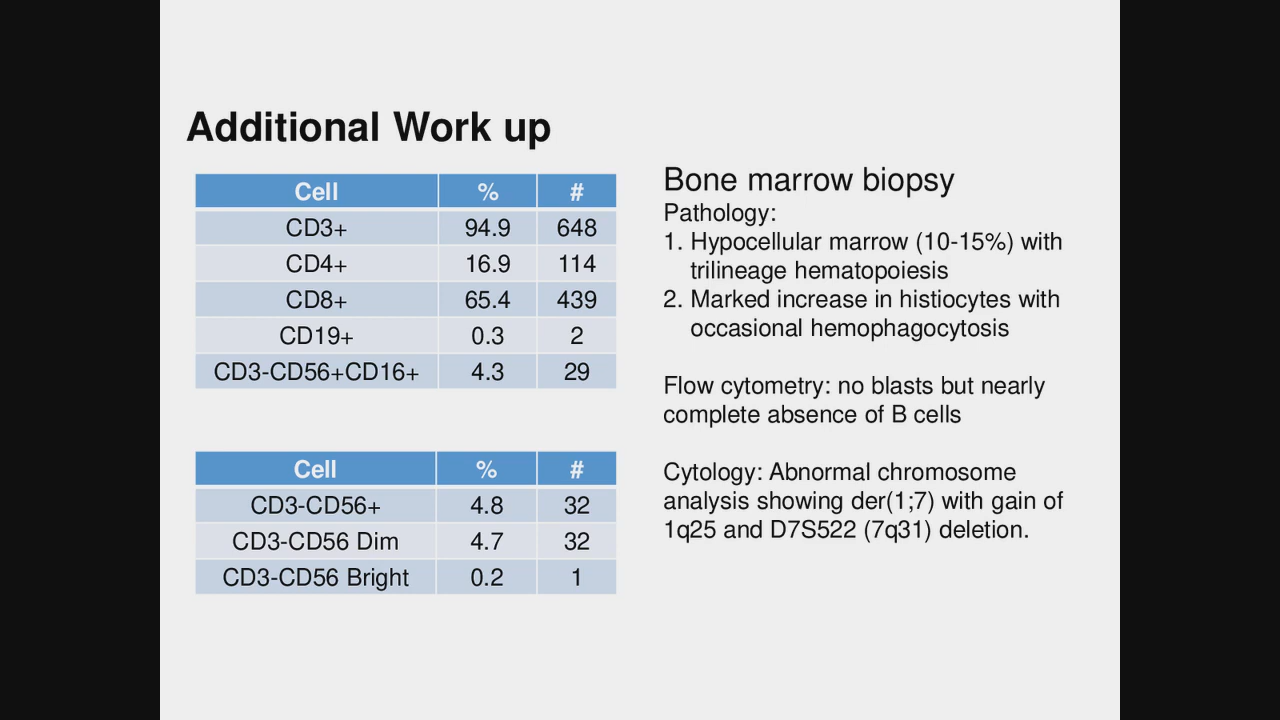 Additional Work up
Cell % #
CD3+ 94.9 648
CD4+ 16.9 114
CD8+ 65.4 439
CD19+ 0.3 2
CD3-CD56+CD16+ 4.3 29
Cell % #
CD3-CD56+ 4.8 32
CD3-CD56 Dim 4.7 32
CD3-CD56 Bright 0.2 1
Bone marrow biopsy
Pathology:
1. Hypocellular marrow (10-15%) with
trilineage hematopoiesis
2. Marked increase in histiocytes with
occasional hemophagocytosis
Flow cytometry: no blasts but nearly
complete absence of B cells
Cytology: Abnormal chromosome
analysis showing der(1;7) with gain of
1q25 and D7S522 (7q31) deletion.